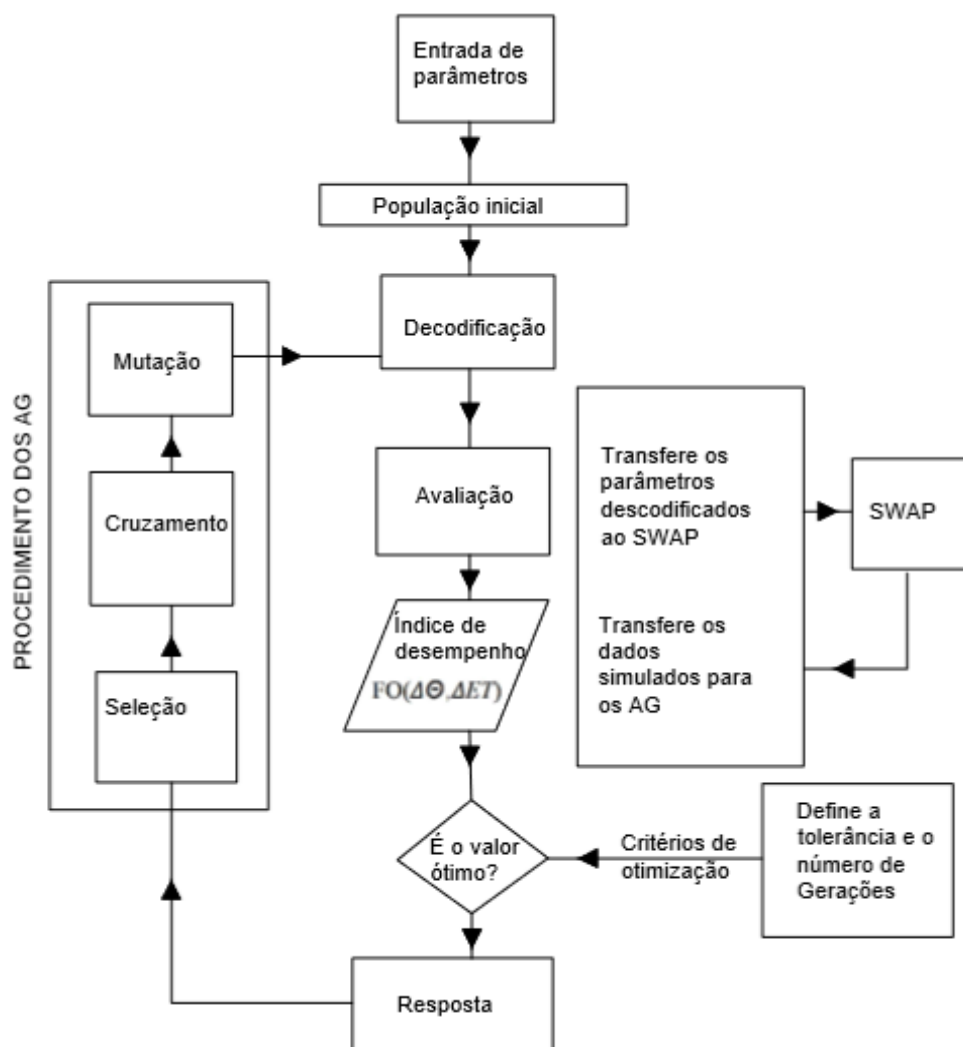 Entrada de
parâmetros
População inicial
Decodificação
Mutação
Cruzamento
Seleção
PROCEDIMENTO DOS AG
Avaliação
Índice de
desempenho
FO(ΔΘ,ΔET)
Transfere os
parâmetros
descodificados
ao SWAP
Transfere os
dados
simulados para
os AG
SWAP
É o valor
ótimo?
Critérios de
otimização
Define a
tolerância e o
número de
Gerações
Resposta